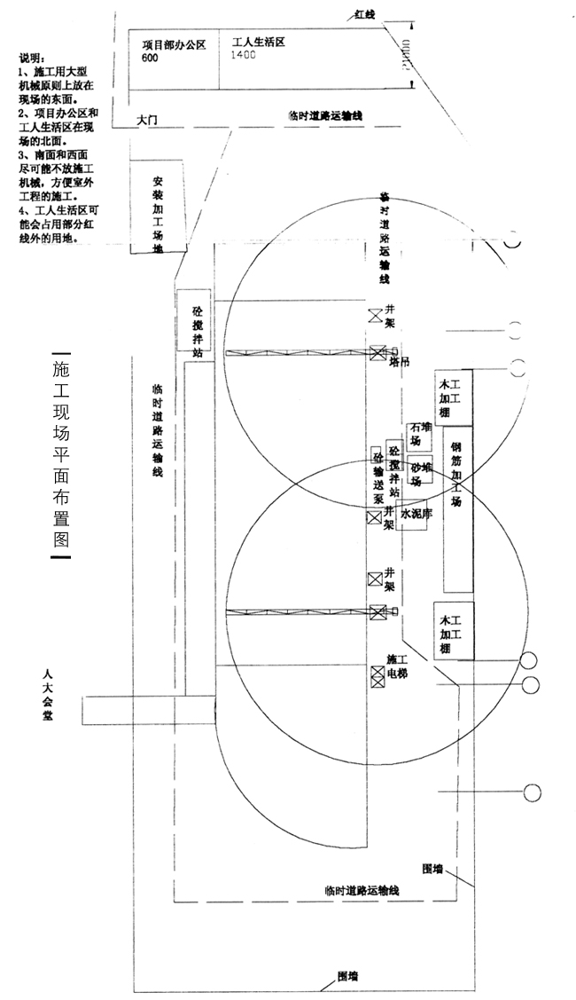 红线
项目部办公区
600
工人生活区
1400
21000
说明：
1、施工用大型
机械原则上放在
现场的东面。
2、项目办公区和
工人生活区在现
场的北面。
3、南面和西面
尽可能不放施工
机械，方便室外
工程的施工。
4、工人生活区可
能会占用部分红
线外的用地。
大门
临时道路运输线
安装加工场地
临时道路运输线
砼搅拌站
井架
塔吊
施工现场平面布置图
临时道路运输线
木工
加工
棚
石堆
场
砼搅拌站
砼输送泵
砂堆
场
钢筋加工场
井架
水泥库
井架
木工
加工
棚
施工
电梯
人大会堂
围墙
临时道路运输线
围墙